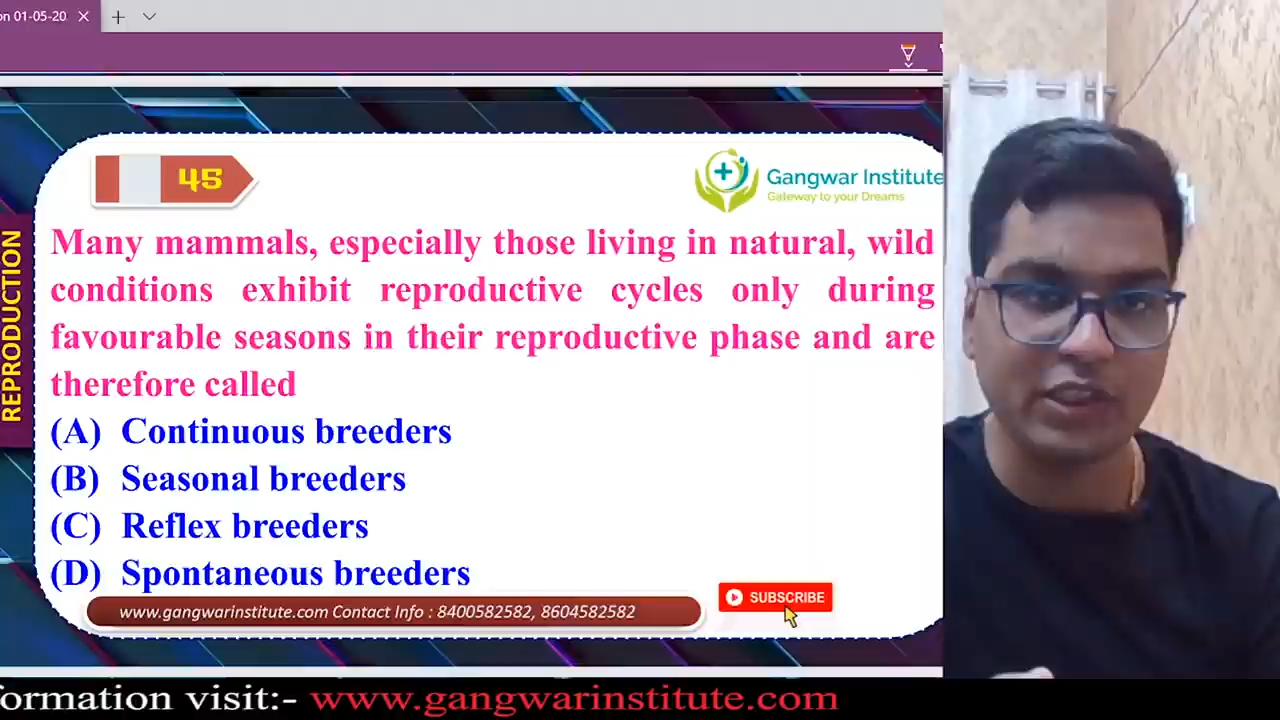 on 01-05-20
45
Gangwar Institute
Gateway to your Dreams
REPRODUCTION
Many mammals, especially those living in natural, wild
conditions exhibit reproductive cycles only during
favourable seasons in their reproductive phase and are
therefore called
(A) Continuous breeders
(B) Seasonal breeders
(C) Reflex breeders
(D) Spontaneous breeders
www.gangwarinstitute.com Contact Info : 8400582582, 8604582582
SUBSCRIBE
formation visit:- www.gangwarinstitute.com